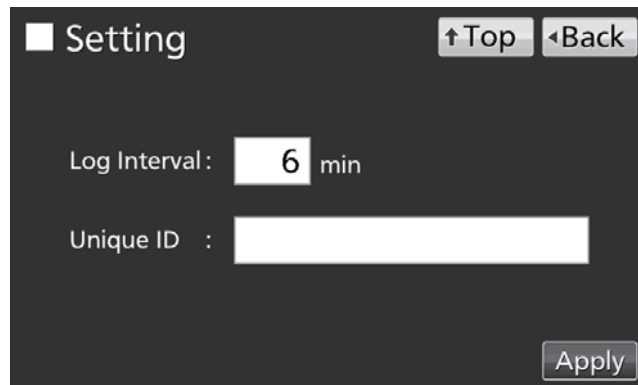 Setting
↑Top
◂Back
Log Interval: 6 min
Unique ID :
Apply